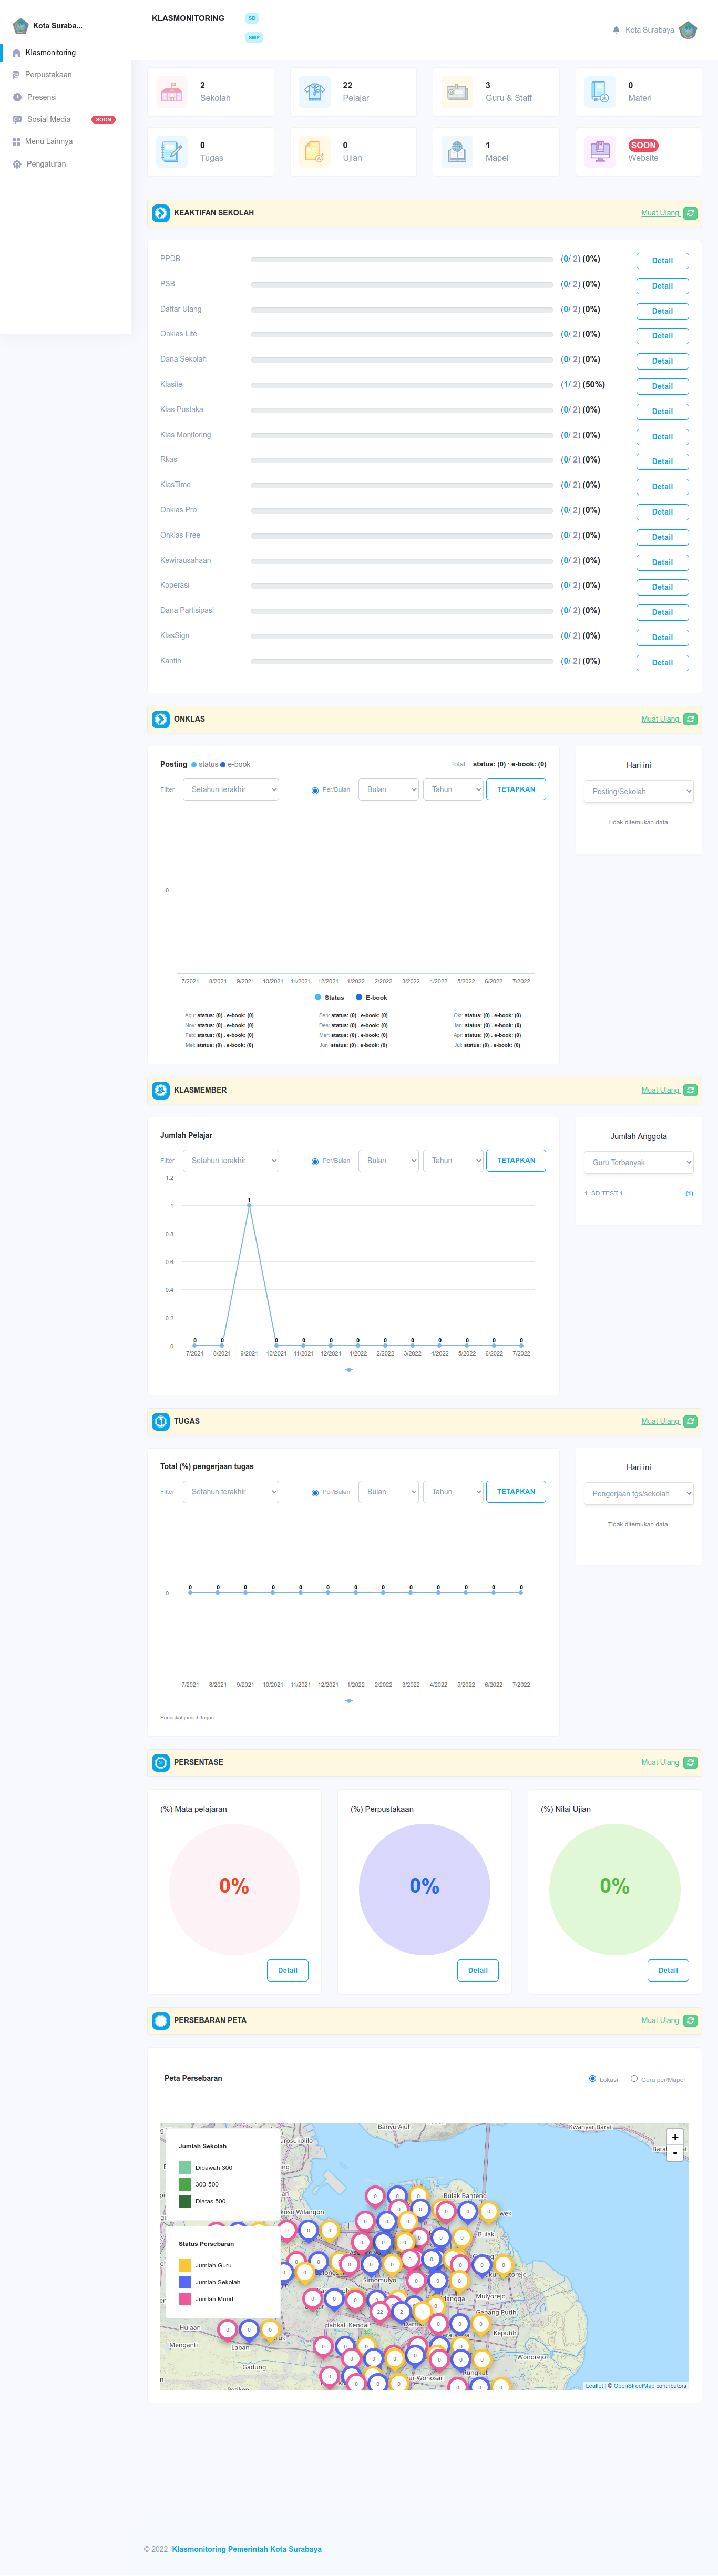 Kota Suraba...
Klasmonitoring
Perpustakaan
Presensi
Sosial Media SOON
Menu Lainnya
Pengaturan
KLASMONITORING SD
SMP
Kota Surabaya
2
Sekolah
22
Pelajar
3
Guru & Staff
0
Materi
0
Tugas
0
Ujian
1
Mapel
SOON
Website
KEAKTIFAN SEKOLAH Muat Ulang
PPDB (0/ 2) (0%) Detail
PSB (0/ 2) (0%) Detail
Daftar Ulang (0/ 2) (0%) Detail
Onklas Lite (0/ 2) (0%) Detail
Dana Sekolah (0/ 2) (0%) Detail
Klasite (1/ 2) (50%) Detail
Klas Pustaka (0/ 2) (0%) Detail
Klas Monitoring (0/ 2) (0%) Detail
Rkas (0/ 2) (0%) Detail
KlasTime (0/ 2) (0%) Detail
Onklas Pro (0/ 2) (0%) Detail
Onklas Free (0/ 2) (0%) Detail
Kewirausahaan (0/ 2) (0%) Detail
Koperasi (0/ 2) (0%) Detail
Dana Partisipasi (0/ 2) (0%) Detail
KlasSign (0/ 2) (0%) Detail
Kantin (0/ 2) (0%) Detail
ONKLAS Muat Ulang
Posting status e-book Total : status: (0) · e-book: (0)
Filter Setahun terakhir Per/Bulan Bulan Tahun TETAPKAN
0
7/2021 8/2021 9/2021 10/2021 11/2021 12/2021 1/2022 2/2022 3/2022 4/2022 5/2022 6/2022 7/2022
Status E-book
Agu: status: (0) , e-book: (0) Sep: status: (0) , e-book: (0) Okt: status: (0) , e-book: (0)
Nov: status: (0) , e-book: (0) Des: status: (0) , e-book: (0) Jan: status: (0) , e-book: (0)
Feb: status: (0) , e-book: (0) Mar: status: (0) , e-book: (0) Apr: status: (0) , e-book: (0)
Mei: status: (0) , e-book: (0) Jun: status: (0) , e-book: (0) Jul: status: (0) , e-book: (0)
Hari ini
Posting/Sekolah
Tidak ditemukan data.
KLASMEMBER Muat Ulang
Jumlah Pelajar
Filter Setahun terakhir Per/Bulan Bulan Tahun TETAPKAN
1.2
1
1
0.8
0.6
0.4
0.2
0
0 0 0 0 0 0 0 0 0 0 0 0
7/2021 8/2021 9/2021 10/2021 11/2021 12/2021 1/2022 2/2022 3/2022 4/2022 5/2022 6/2022 7/2022
Jumlah Anggota
Guru Terbanyak
1. SD TEST 1... (1)
TUGAS Muat Ulang
Total (%) pengerjaan tugas
Filter Setahun terakhir Per/Bulan Bulan Tahun TETAPKAN
0
0 0 0 0 0 0 0 0 0 0 0 0 0
7/2021 8/2021 9/2021 10/2021 11/2021 12/2021 1/2022 2/2022 3/2022 4/2022 5/2022 6/2022 7/2022
Peringkat jumlah tugas:
Hari ini
Pengerjaan tgs/sekolah
Tidak ditemukan data.
PERSENTASE Muat Ulang
(%) Mata pelajaran
0%
Detail
(%) Perpustakaan
0%
Detail
(%) Nilai Ujian
0%
Detail
PERSEBARAN PETA Muat Ulang
Peta Persebaran Lokasi Guru per/Mapel
Banyu Ajuh
Kwanyar Barat
+
-
Jumlah Sekolah
Dibawah 300
300-500
Diatas 500
Status Persebaran
Jumlah Guru
Jumlah Sekolah
Jumlah Murid
Bulak Banteng
Bulak
Simomulyo
Mulyorejo
Gebang Putih
Keputih
Wonorejo
Hulaan
Laban
Menganti
Gadung
22 2 1
Leaflet | © OpenStreetMap contributors
© 2022 Klasmonitoring Pemerintah Kota Surabaya